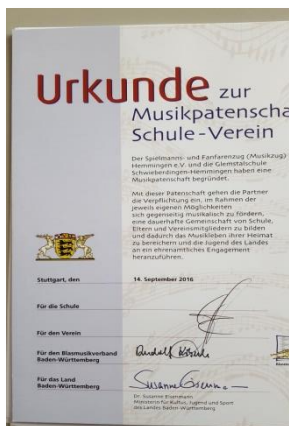 Urkunde zur
Musikpatenscha
Schule-Verein
Der Spielmanns- und Fanfarenzug (Musikzug)
Hemmingen e.V. und die Glemstalschule
Schwieberdingen-Hemmingen haben eine
Musikpatenschaft begründet.
Mit dieser Patenschaft gehen die Partner
die Verpflichtung ein, im Rahmen der
jeweils eigenen Möglichkeiten
sich gegenseitig musikalisch zu fördern,
eine dauerhafte Gemeinschaft von Schule,
Eltern und Vereinsmitgliedern zu bilden
und dadurch das Musikleben ihrer Heimat
zu bereichern und die Jugend des Landes
an ein ehrenamtliches Engagement
heranzuführen.
Stuttgart, den 14. September 2016
Für die Schule
Für den Verein
Für den Blasmusikverband
Baden-Württemberg
Rudolf
Für das Land
Baden-Württemberg
Susanne Eisenmann
Dr. Susanne Eisenmann
Ministerin für Kultus, Jugend und Sport
des Landes Baden-Württemberg